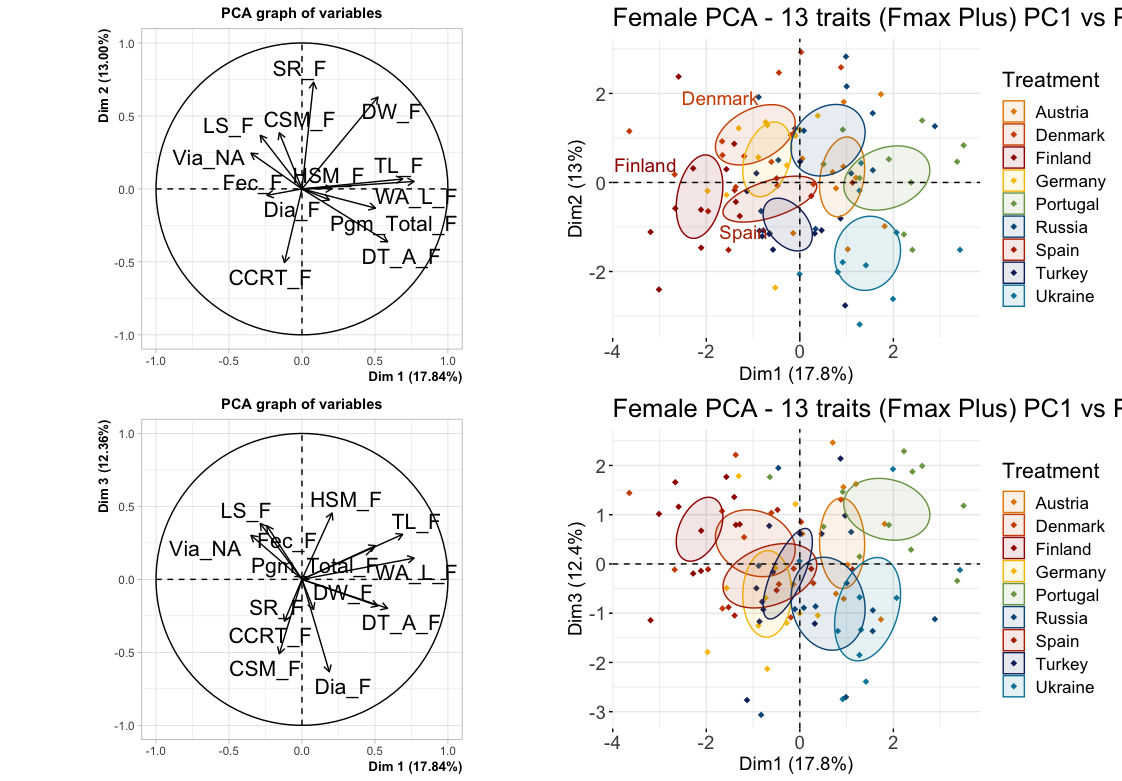 PCA graph of variables
Dim 2 (13.00%)
1.0
0.5
0.0
-0.5
-1.0
SR_F
DW_F
CSM_F
LS_F
Via_NA
HSM_F
TL_F
Fec_F
WA_L_F
Dia_F
Pgm_Total_F
DT_A_F
CCRT_F
-1.0 -0.5 0.0 0.5 1.0
Dim 1 (17.84%)
Female PCA - 13 traits (Fmax Plus) PC1 vs P
Dim2 (13%)
2
0
-2
Denmark
Finland
Spain
-4 -2 0 2
Dim1 (17.8%)
Treatment
Austria
Denmark
Finland
Germany
Portugal
Russia
Spain
Turkey
Ukraine
PCA graph of variables
Dim 3 (12.36%)
1.0
0.5
0.0
-0.5
-1.0
HSM_F
LS_F
TL_F
Fec_F
Via_NA
Pgm_Total_F
WA_L_F
DW_F
SR_F
DT_A_F
CCRT_F
CSM_F
Dia_F
-1.0 -0.5 0.0 0.5 1.0
Dim 1 (17.84%)
Female PCA - 13 traits (Fmax Plus) PC1 vs P
Dim3 (12.4%)
2
1
0
-1
-2
-3
-4 -2 0 2
Dim1 (17.8%)
Treatment
Austria
Denmark
Finland
Germany
Portugal
Russia
Spain
Turkey
Ukraine